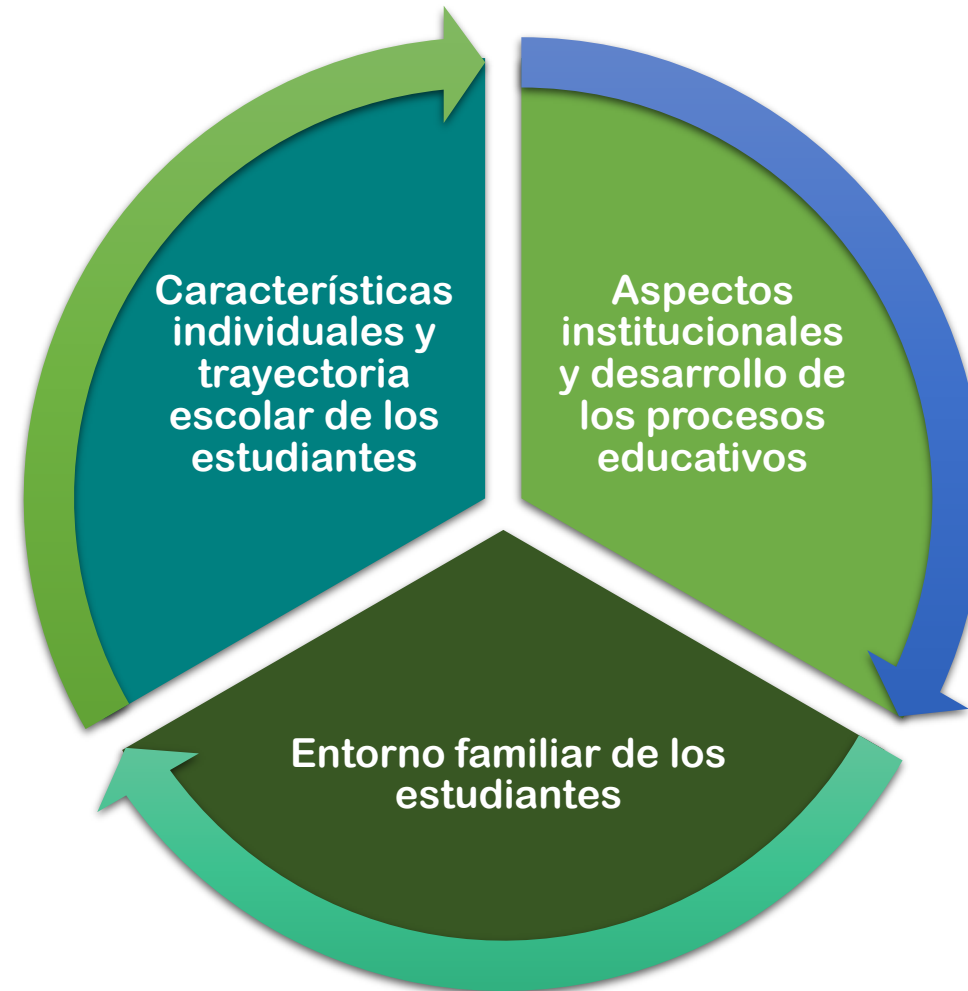 Características
individuales y
trayectoria
escolar de los
estudiantes
Aspectos
institucionales
y desarrollo de
los procesos
educativos
Entorno familiar de los
estudiantes